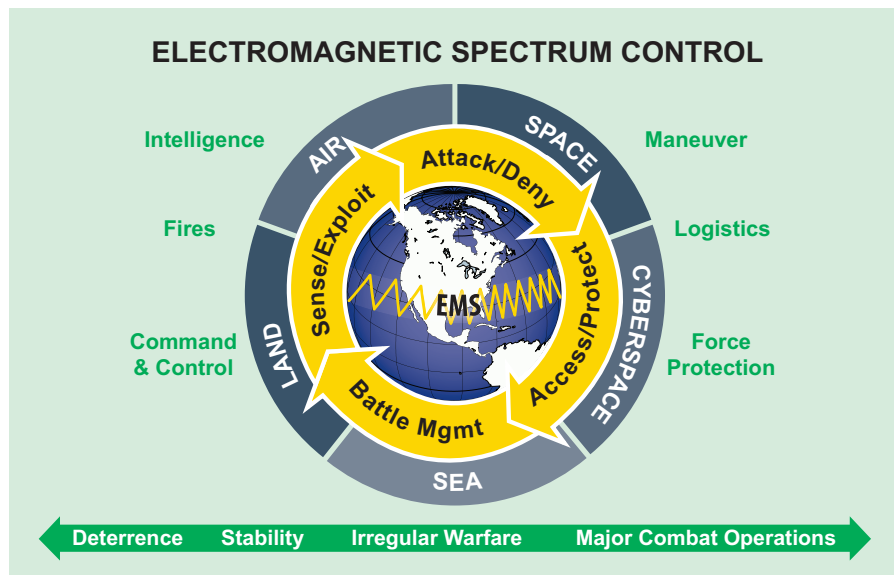 ELECTROMAGNETIC SPECTRUM CONTROL
Intelligence
Fires
Command
& Control
Maneuver
Logistics
Force
Protection
AIR
SPACE
CYBERSPACE
SEA
LAND
Attack/Deny
Access/Protect
Battle Mgmt
Sense/Exploit
EMS
Deterrence Stability Irregular Warfare Major Combat Operations